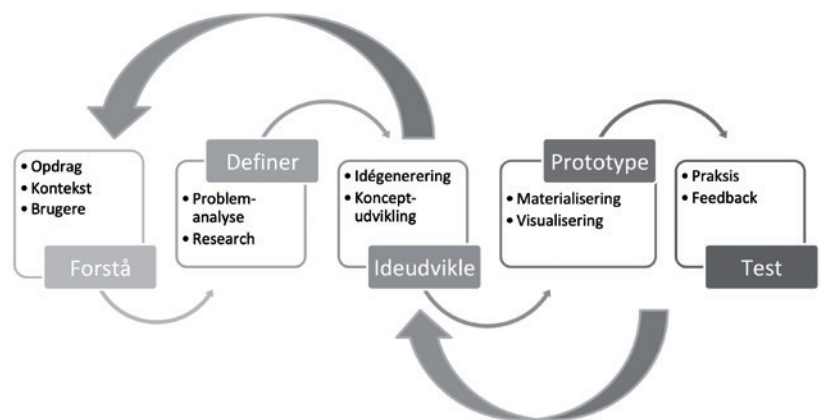 • Opdrag
• Kontekst
• Brugere
Forstå
Definer
• Problem-
analyse
• Research
• Idégenerering
• Koncept-
udvikling
Ideudvikle
Prototype
• Materialisering
• Visualisering
• Praksis
• Feedback
Test